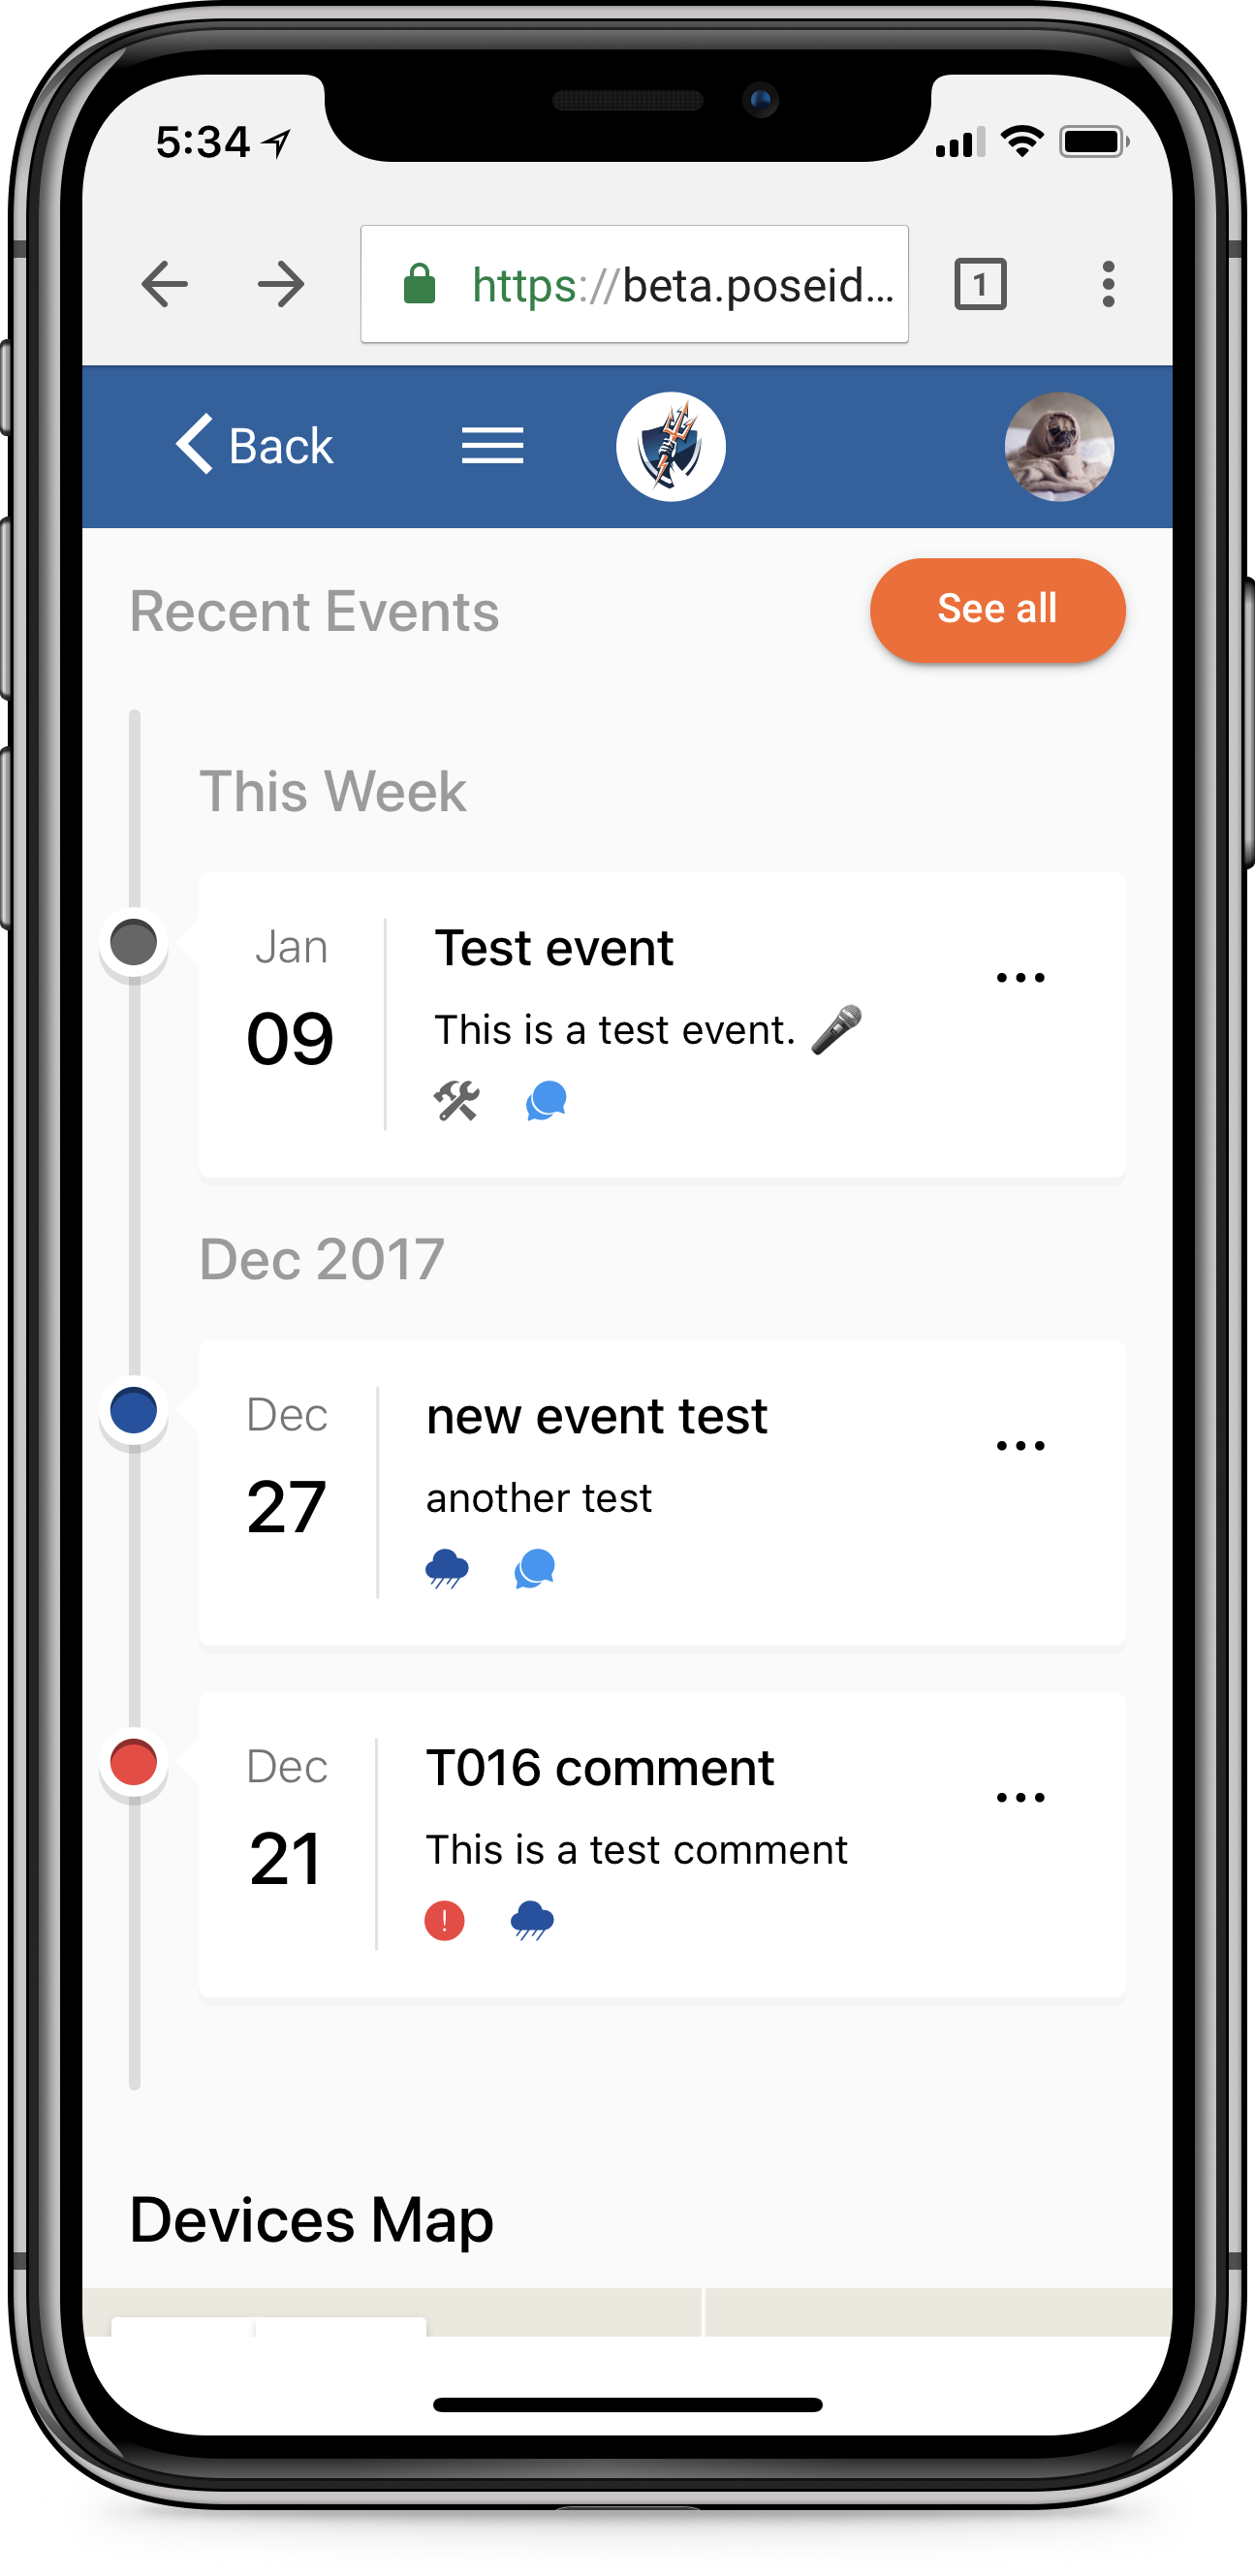 5:34
https://beta.poseid...
1
Back
Recent Events
See all
This Week
Jan
09
Test event
This is a test event. 🎤
Dec 2017
Dec
27
new event test
another test
Dec
21
T016 comment
This is a test comment
Devices Map